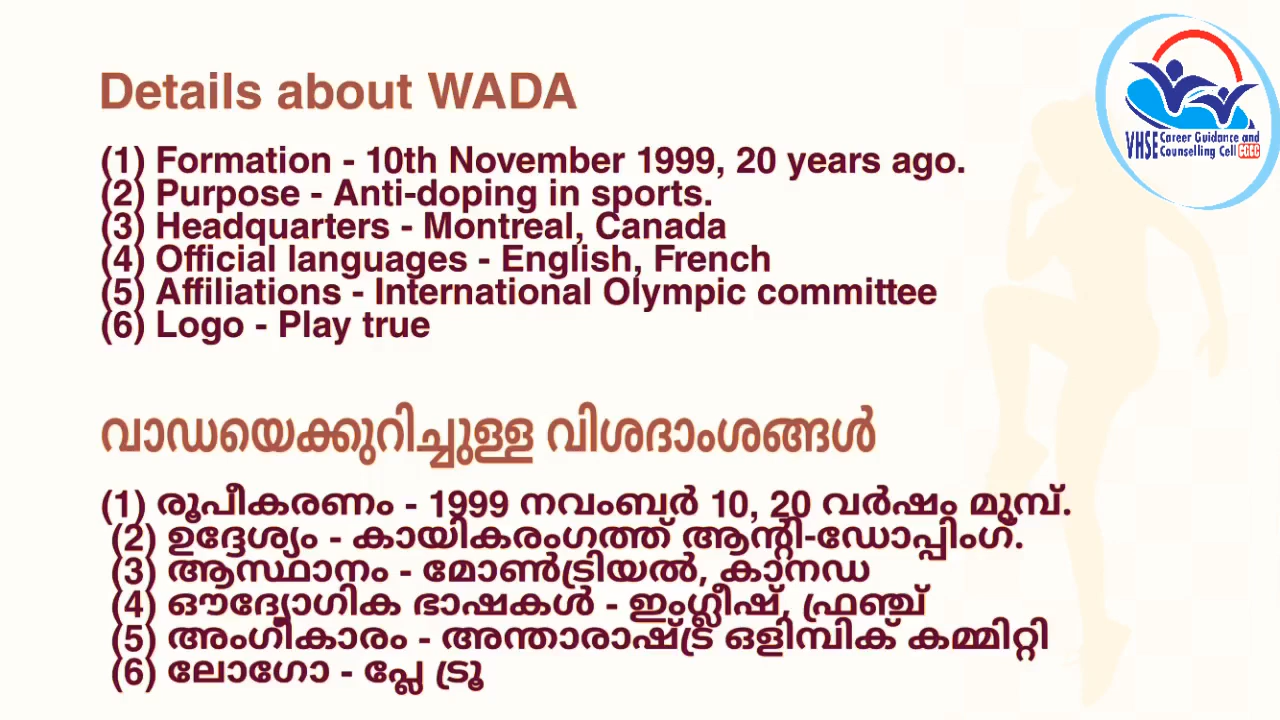 Details about WADA
(1) Formation - 10th November 1999, 20 years ago.
(2) Purpose - Anti-doping in sports.
(3) Headquarters - Montreal, Canada
(4) Official languages - English, French
(5) Affiliations - International Olympic committee
(6) Logo - Play true
VHSE Career Guidance and
Counselling Cell CGCC
വാഡയെക്കുറിച്ചുള്ള വിശദാംശങ്ങൾ
(1) രൂപീകരണം - 1999 നവംബർ 10, 20 വർഷം മുമ്പ്.
(2) ഉദ്ദേശ്യം - കായികരംഗത്ത് ആന്റി-ഡോപ്പിംഗ്.
(3) ആസ്ഥാനം - മോൺട്രിയൽ, കാനഡ
(4) ഔദ്യോഗിക ഭാഷകൾ - ഇംഗ്ലീഷ്, ഫ്രഞ്ച്
(5) അംഗീകാരം - അന്താരാഷ്ട്ര ഒളിമ്പിക് കമ്മിറ്റി
(6) ലോഗോ - പ്ലേ ട്രൂ